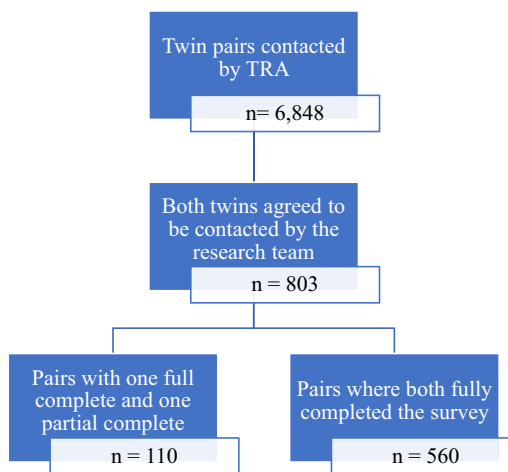 Twin pairs contacted
by TRA
n= 6,848
Both twins agreed to
be contacted by the
research team
n = 803
Pairs with one full
complete and one
partial complete
n = 110
Pairs where both fully
completed the survey
n = 560